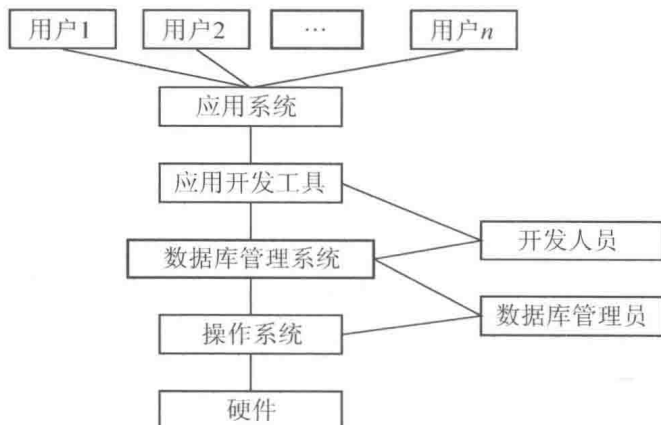 用户1
用户2
…
用户n
应用系统
应用开发工具
数据库管理系统
开发人员
操作系统
数据库管理员
硬件